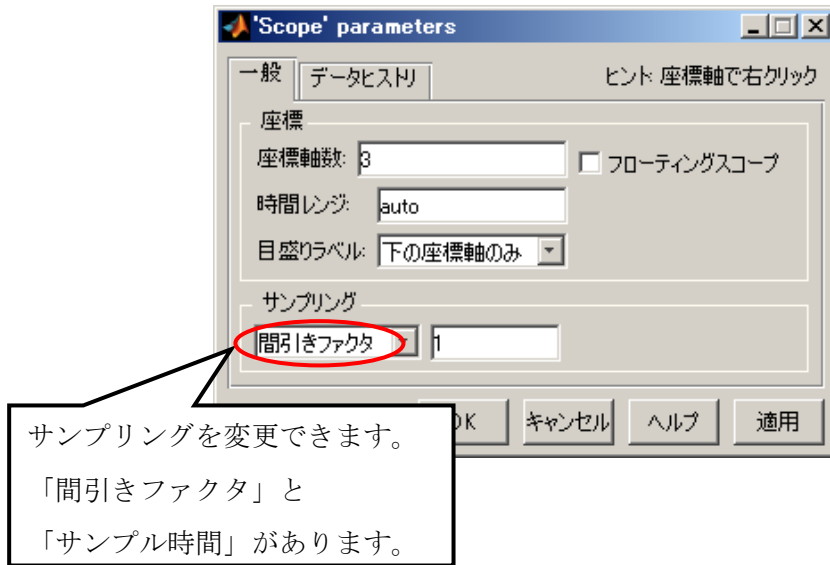 'Scope' parameters
一般 データヒストリ ヒント: 座標軸で右クリック
座標
座標軸数: 3 フローティングスコープ
時間レンジ: auto
目盛りラベル: 下の座標軸のみ
サンプリング
間引きファクタ 1
OK キャンセル ヘルプ 適用
サンプリングを変更できます。
「間引きファクタ」と
「サンプル時間」があります。